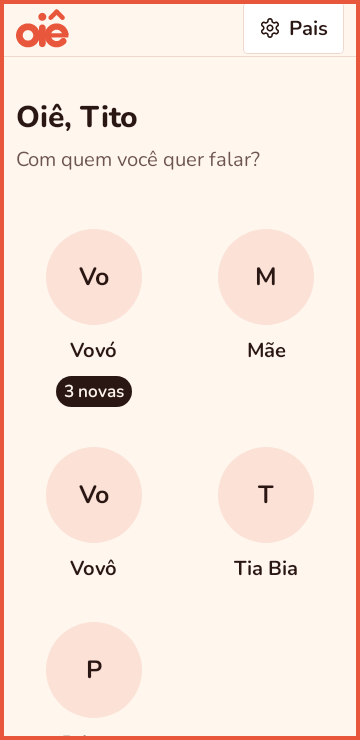 oiê
Pais
Oiê, Tito
Com quem você quer falar?
Vo
M
Vovó
Mãe
3 novas
Vo
T
Vovô
Tia Bia
P